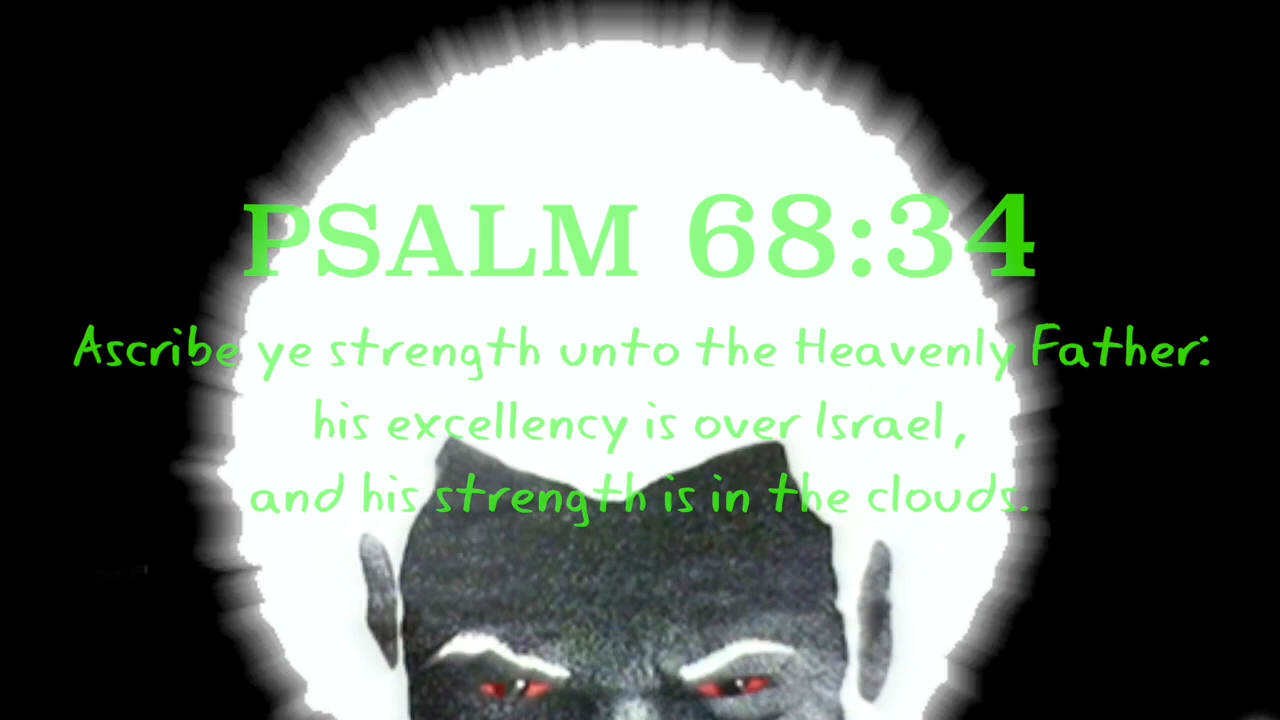 PSALM 68:34
Ascribe ye strength unto the Heavenly Father:
his excellency is over Israel,
and his strength is in the clouds.